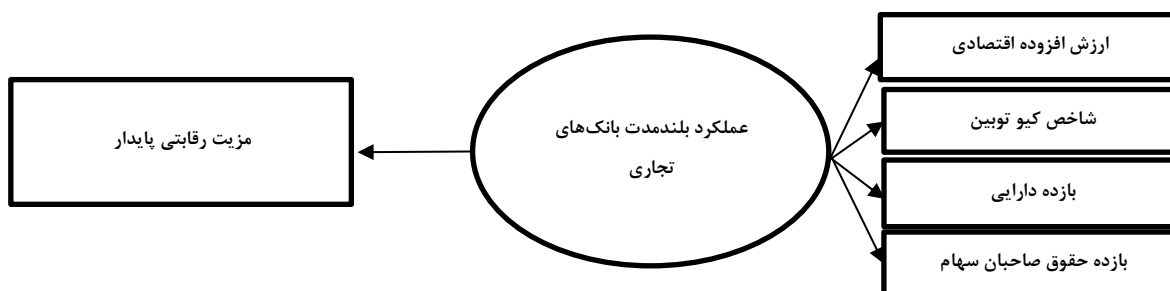 ارزش افزوده اقتصادی
شاخص کیو توبین
بازده دارایی
بازده حقوق صاحبان سهام
عملکرد بلندمدت بانک‌های
تجاری
مزیت رقابتی پایدار